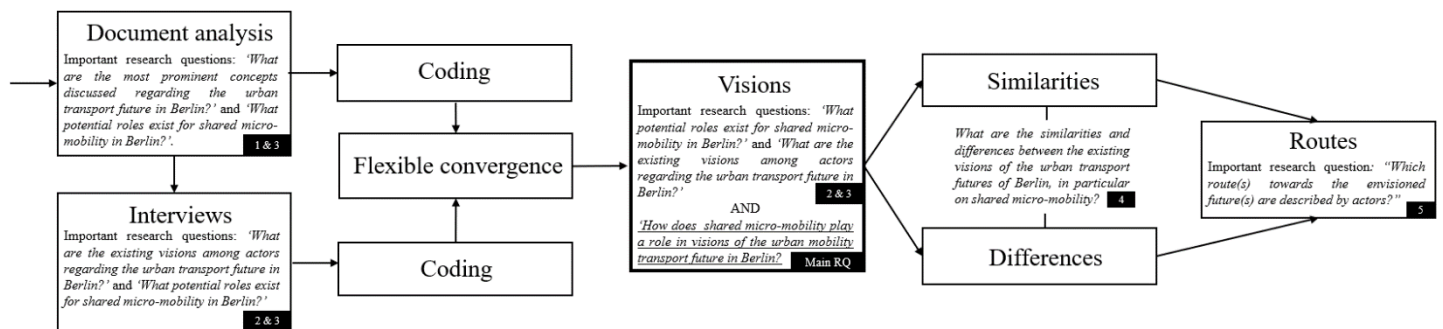 Document analysis
Important research questions: ‘What
are the most prominent concepts
discussed regarding the urban
transport future in Berlin?’ and ‘What
potential roles exist for shared micro-
mobility in Berlin?’.
1 & 3
Interviews
Important research questions: ‘What
are the existing visions among actors
regarding the urban transport future in
Berlin?’ and ‘What potential roles exist
for shared micro-mobility in Berlin?’
2 & 3
Coding
Flexible convergence
Coding
Visions
Important research questions: ‘What
potential roles exist for shared micro-
mobility in Berlin?’ and ‘What are the
existing visions among actors
regarding the urban transport future in
Berlin?’
2 & 3
AND
‘How does shared micro-mobility play
a role in visions of the urban mobility
transport future in Berlin?
Main RQ
Similarities
What are the similarities and
differences between the existing
visions of the urban transport
futures of Berlin, in particular
on shared micro-mobility?
4
Differences
Routes
Important research question: “Which
route(s) towards the envisioned
future(s) are described by actors?”
5